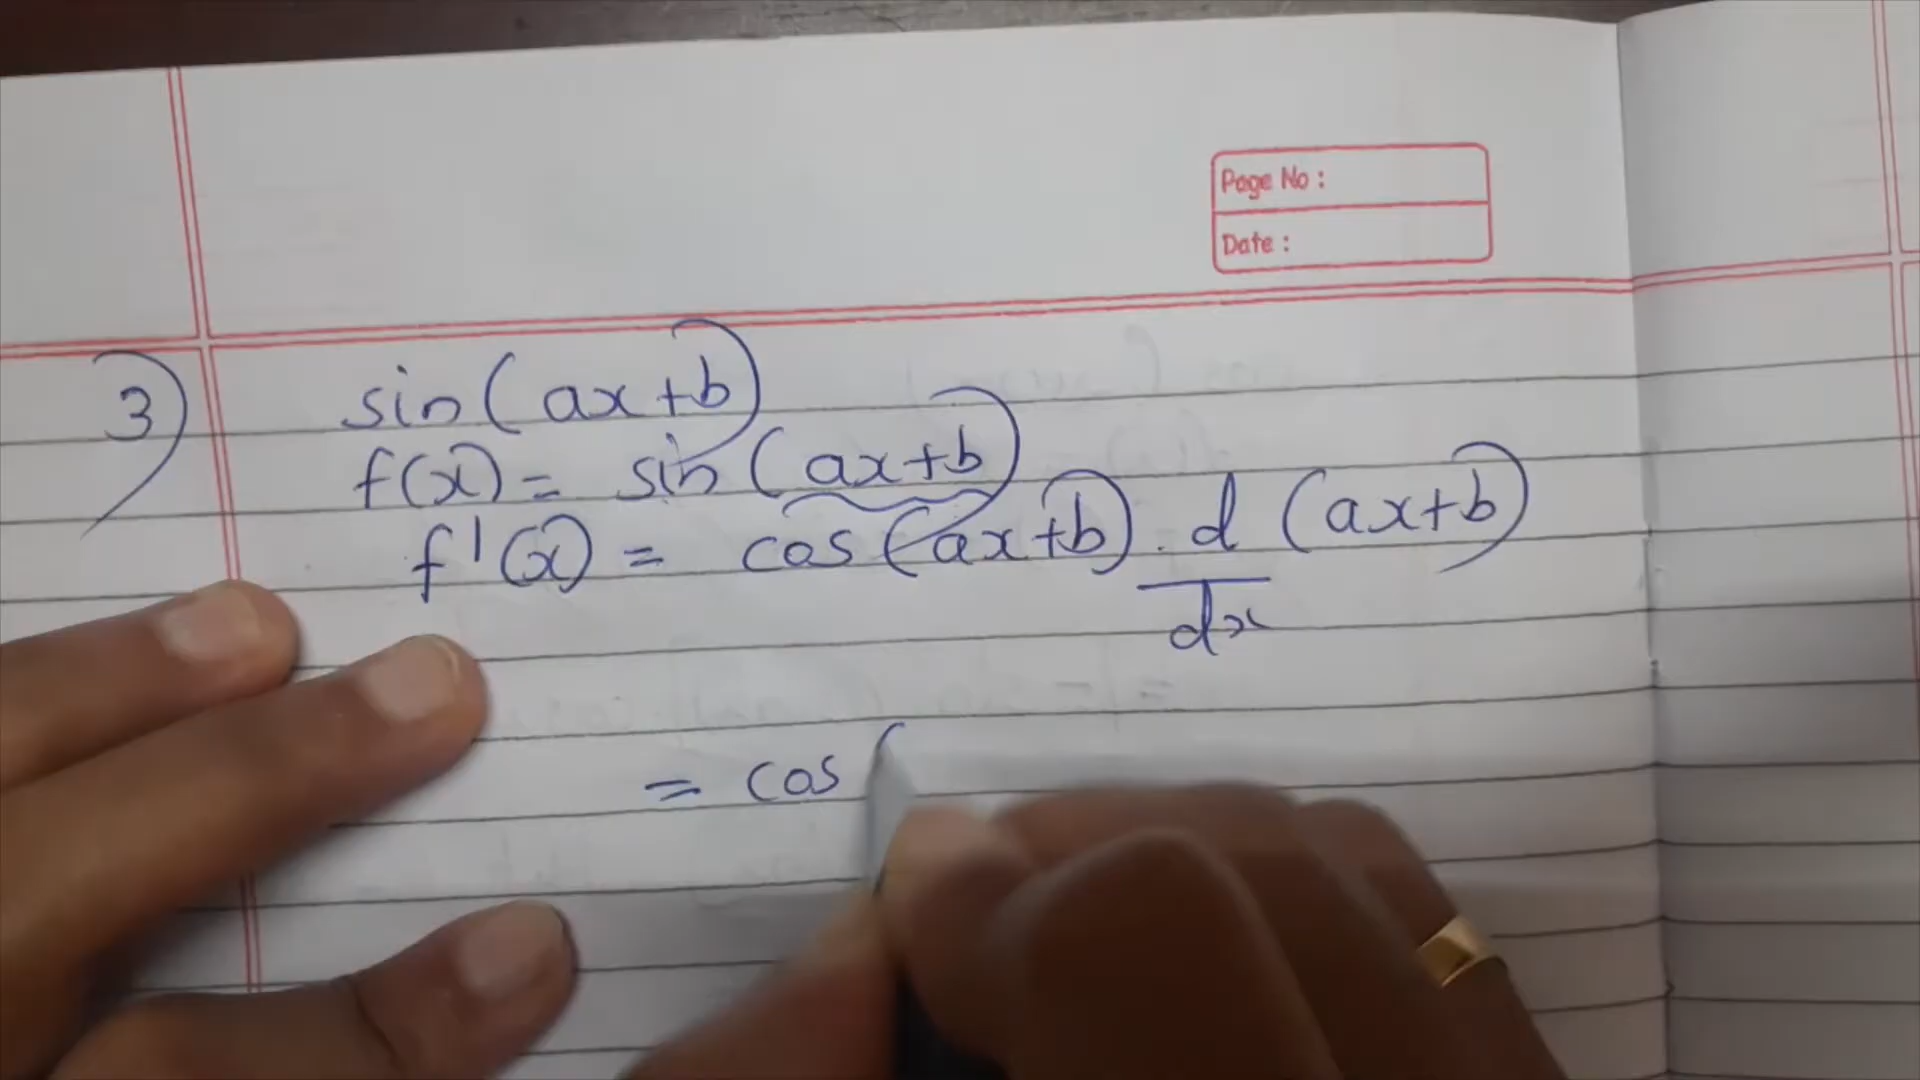 Page No :
Date :
3) sin(ax+b)
f(x) = sin(ax+b)
f'(x) = cos(ax+b) . d/dx (ax+b)
= cos (